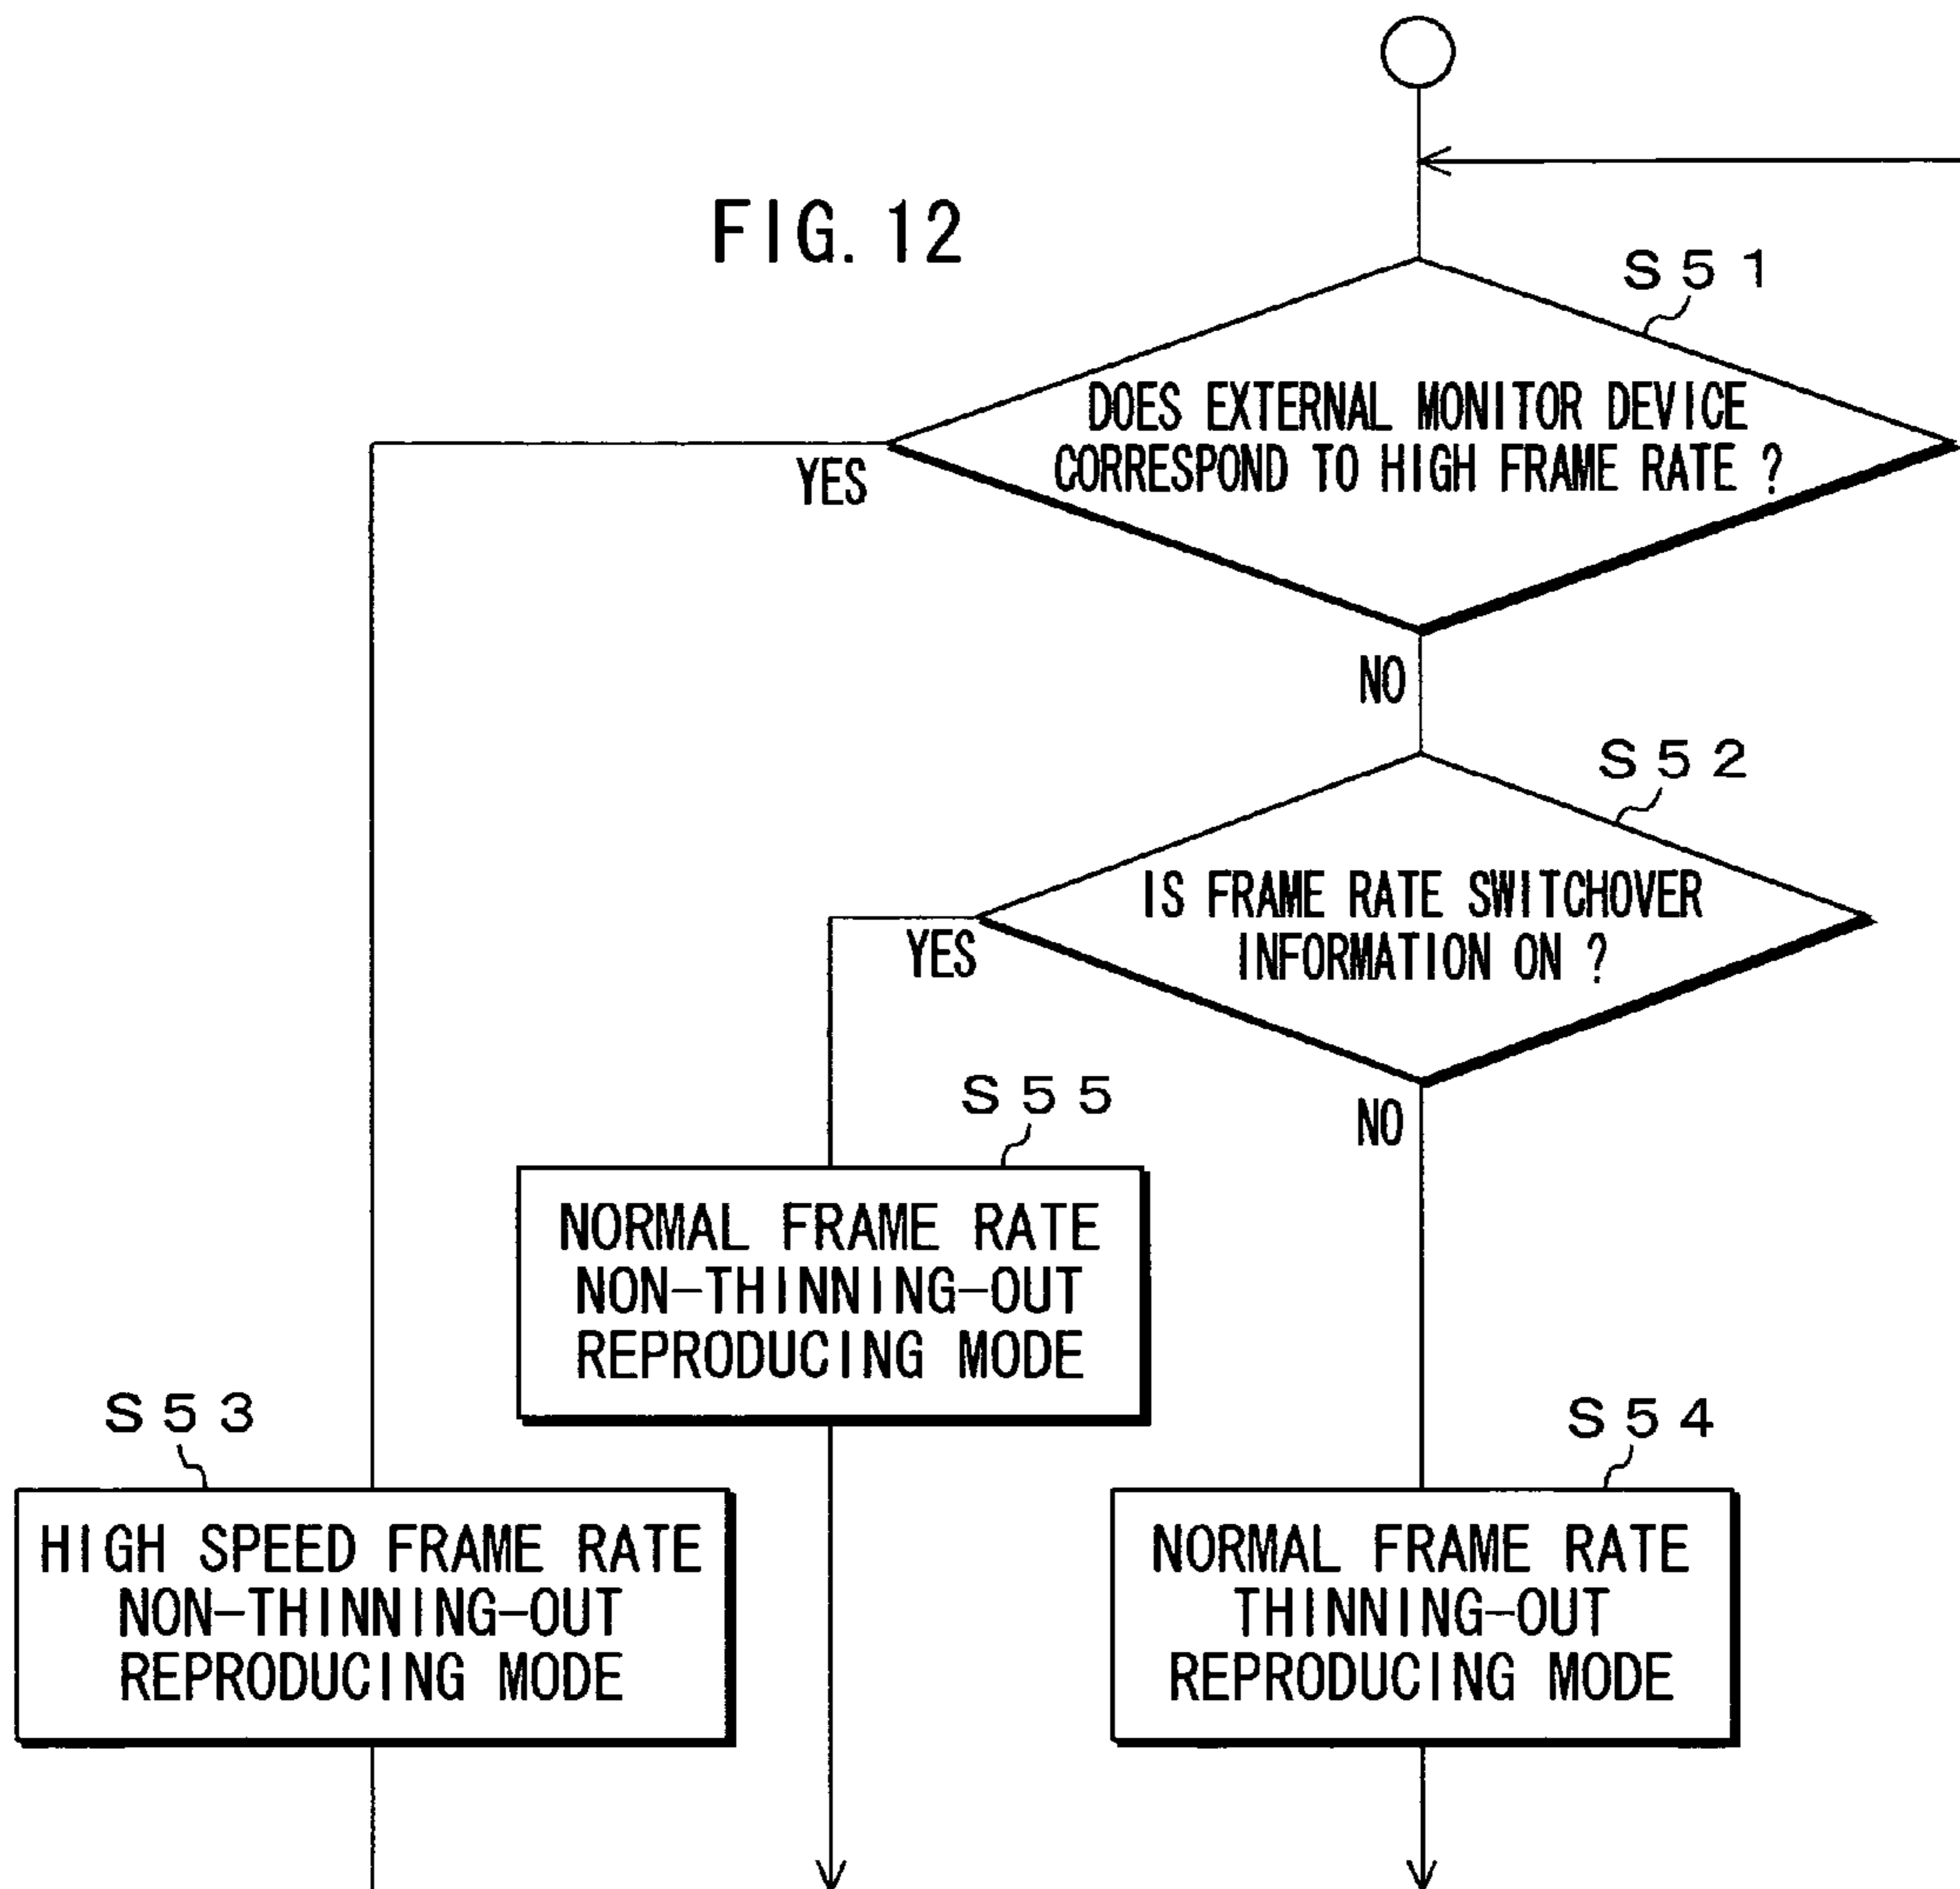 FIG. 12
S51
DOES EXTERNAL MONITOR DEVICE
CORRESPOND TO HIGH FRAME RATE ?
YES
NO
S52
IS FRAME RATE SWITCHOVER
INFORMATION ON ?
YES
NO
S55
NORMAL FRAME RATE
NON-THINNING-OUT
REPRODUCING MODE
S53
HIGH SPEED FRAME RATE
NON-THINNING-OUT
REPRODUCING MODE
S54
NORMAL FRAME RATE
THINNING-OUT
REPRODUCING MODE